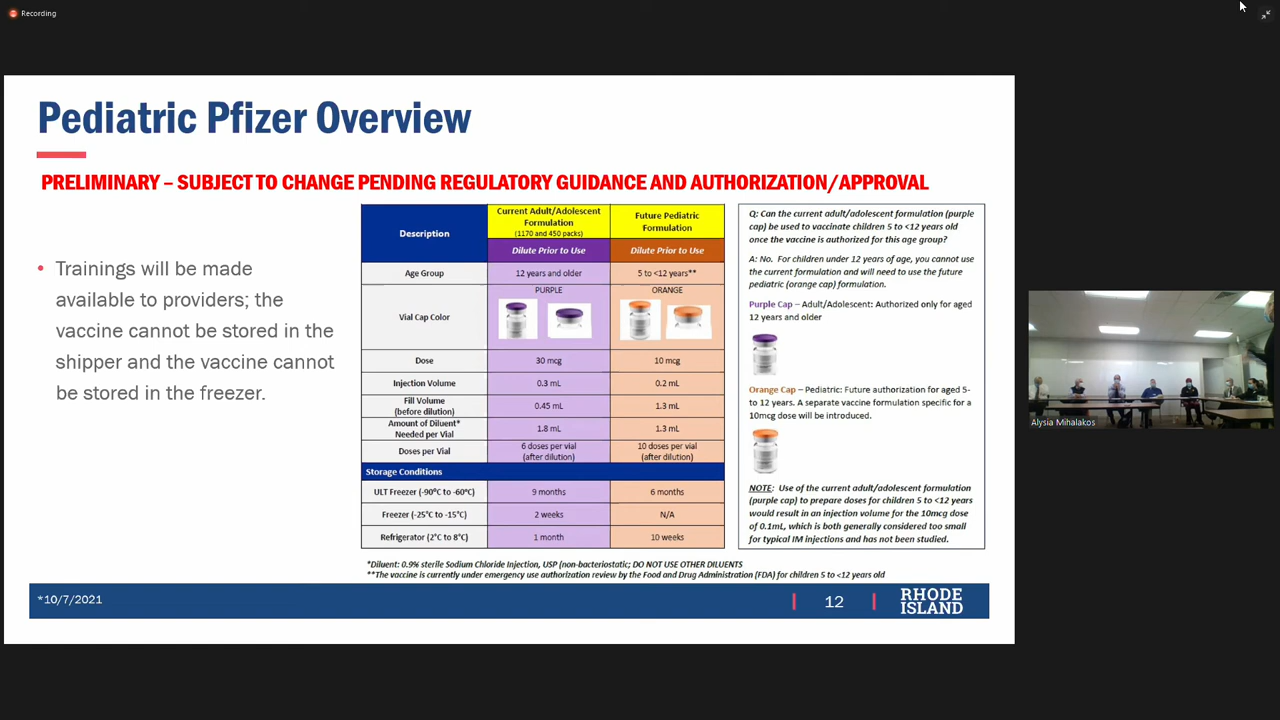 Recording
Pediatric Pfizer Overview
PRELIMINARY – SUBJECT TO CHANGE PENDING REGULATORY GUIDANCE AND AUTHORIZATION/APPROVAL
• Trainings will be made
available to providers; the
vaccine cannot be stored in the
shipper and the vaccine cannot
be stored in the freezer.
Description
Current Adult/Adolescent
Formulation
(1170 and 450 packs)
Future Pediatric
Formulation
Dilute Prior to Use
Dilute Prior to Use
Age Group
12 years and older
5 to <12 years**
Vial Cap Color
PURPLE
ORANGE
Dose
30 mcg
10 mcg
Injection Volume
0.3 mL
0.2 mL
Fill Volume
(before dilution)
0.45 mL
1.3 mL
Amount of Diluent*
Needed per Vial
1.8 mL
1.3 mL
Doses per Vial
6 doses per vial
(after dilution)
10 doses per vial
(after dilution)
Storage Conditions
ULT Freezer (-90°C to -60°C)
9 months
6 months
Freezer (-25°C to -15°C)
2 weeks
N/A
Refrigerator (2°C to 8°C)
1 month
10 weeks
Q: Can the current adult/adolescent formulation (purple
cap) be used to vaccinate children 5 to <12 years old
once the vaccine is authorized for this age group?
A: No. For children under 12 years of age, you cannot use
the current formulation and will need to use the future
pediatric (orange cap) formulation.
Purple Cap – Adult/Adolescent: Authorized only for aged
12 years and older
Orange Cap – Pediatric: Future authorization for aged 5-
to 12 years. A separate vaccine formulation specific for a
10mcg dose will be introduced.
NOTE: Use of the current adult/adolescent formulation
(purple cap) to prepare doses for children 5 to <12 years
would result in an injection volume for the 10mcg dose
of 0.1mL, which is both generally considered too small
for typical IM injections and has not been studied.
*Diluent: 0.9% sterile Sodium Chloride Injection, USP (non-bacteriostatic; DO NOT USE OTHER DILUENTS
**The vaccine is currently under emergency use authorization review by the Food and Drug Administration (FDA) for children 5 to <12 years old
*10/7/2021
12
RHODE
ISLAND
Alysia Mihalakos